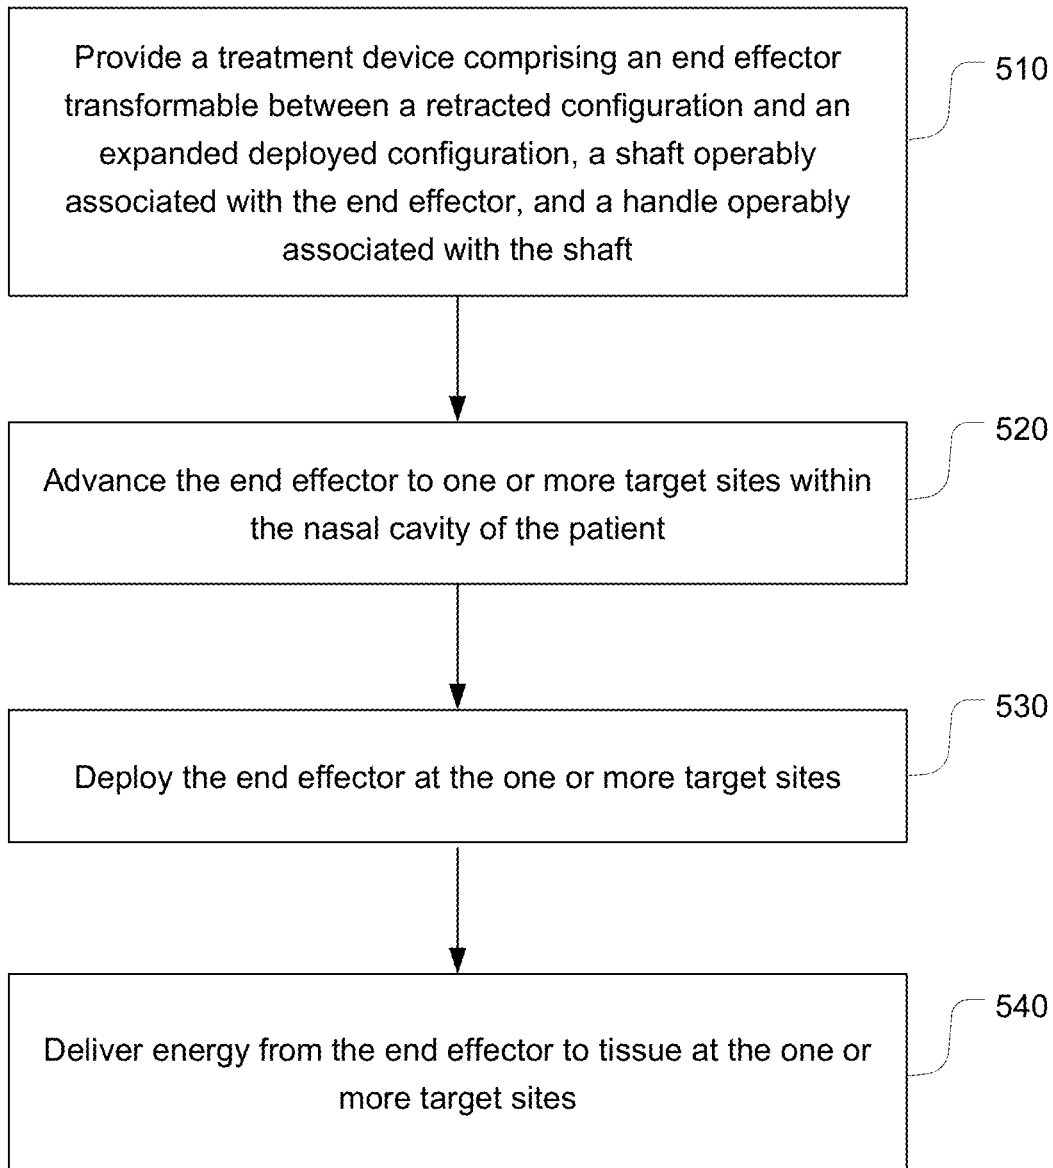 Provide a treatment device comprising an end effector
transformable between a retracted configuration and an
expanded deployed configuration, a shaft operably
associated with the end effector, and a handle operably
associated with the shaft
510
Advance the end effector to one or more target sites within
the nasal cavity of the patient
520
Deploy the end effector at the one or more target sites
530
Deliver energy from the end effector to tissue at the one or
more target sites
540